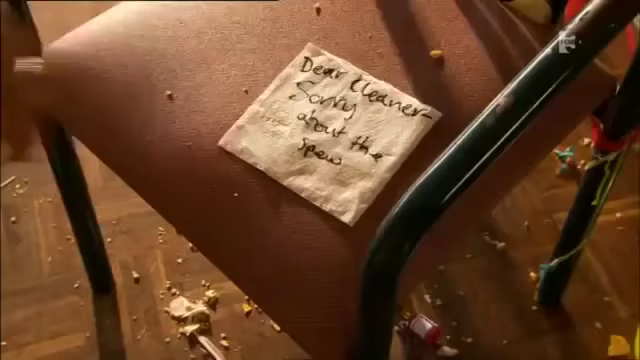 Dear Cleaner-
Sorry
about the
spew